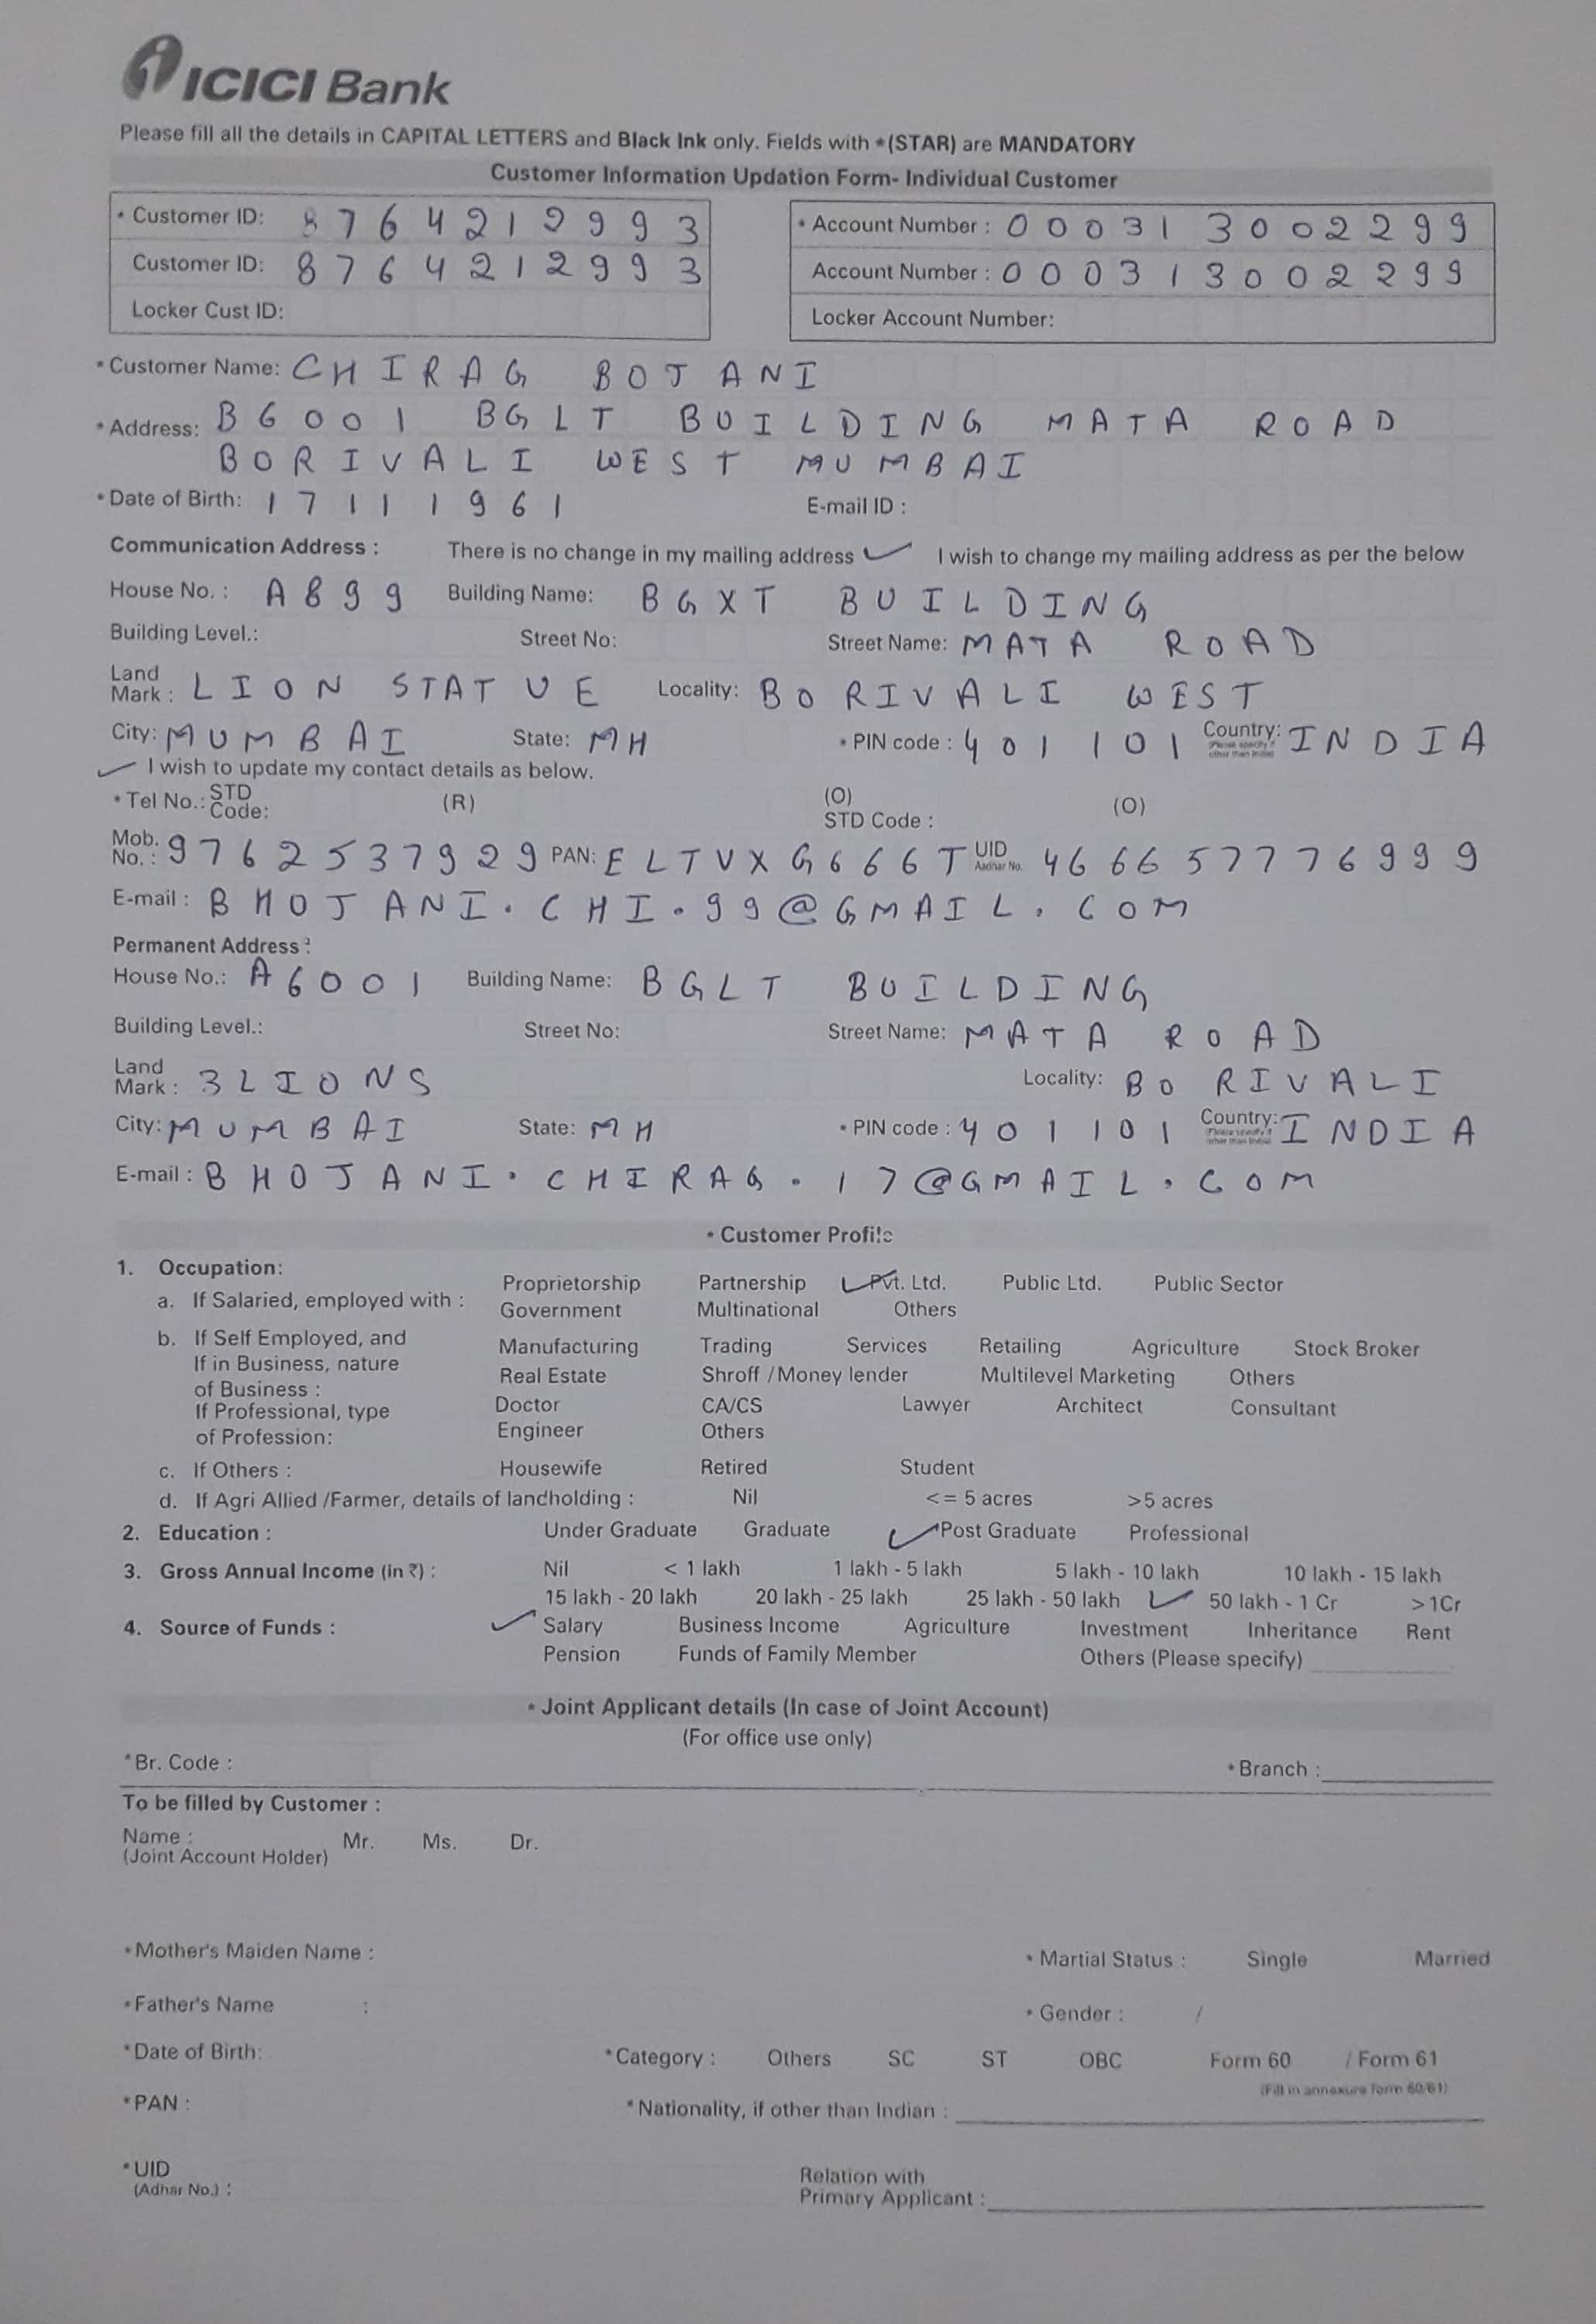 ICICI Bank
Please fill all the details in CAPITAL LETTERS and Black Ink only. Fields with *(STAR) are MANDATORY
Customer Information Updation Form- Individual Customer
* Customer ID: 8764212993 * Account Number : 000313002299
Customer ID: 8764212993 Account Number : 000313002299
Locker Cust ID: Locker Account Number:
* Customer Name: CHIRAG BOJANI
* Address: B6001 BGLT BUILDING MATA ROAD
BORIVALI WEST MUMBAI
* Date of Birth: 17111961 E-mail ID :
Communication Address : There is no change in my mailing address ✓ I wish to change my mailing address as per the below
House No. : A899 Building Name: BGXT BUILDING
Building Level.: Street No: Street Name: MATA ROAD
Land Mark : LION STATUE Locality: BORIVALI WEST
City: MUMBAI State: MH * PIN code : 401101 Country: (Please specify if other than India) INDIA
✓ I wish to update my contact details as below.
* Tel No.: STD Code: (R) (O) STD Code : (O)
Mob. No. : 9762537929 PAN: ELTVXG666T UID Aadhar No. 466657776999
E-mail : BHOJANI.CHI.99@GMAIL.COM
Permanent Address :
House No.: A6001 Building Name: BGLT BUILDING
Building Level.: Street No: Street Name: MATA ROAD
Land Mark : 3LIONS Locality: BORIVALI
City: MUMBAI State: MH * PIN code : 401101 Country: (Please specify if other than India) INDIA
E-mail : BHOJANI.CHIRAG.17@GMAIL.COM
* Customer Profile
1. Occupation:
a. If Salaried, employed with : Proprietorship Partnership ✓ Pvt. Ltd. Public Ltd. Public Sector
Government Multinational Others
b. If Self Employed, and Manufacturing Trading Services Retailing Agriculture Stock Broker
If in Business, nature Real Estate Shroff /Money lender Multilevel Marketing Others
of Business :
If Professional, type Doctor CA/CS Lawyer Architect Consultant
of Profession: Engineer Others
c. If Others : Housewife Retired Student
d. If Agri Allied /Farmer, details of landholding : Nil <= 5 acres >5 acres
2. Education : Under Graduate Graduate ✓ Post Graduate Professional
3. Gross Annual Income (in ₹) : Nil < 1 lakh 1 lakh - 5 lakh 5 lakh - 10 lakh 10 lakh - 15 lakh
15 lakh - 20 lakh 20 lakh - 25 lakh 25 lakh - 50 lakh ✓ 50 lakh - 1 Cr >1Cr
4. Source of Funds : ✓ Salary Business Income Agriculture Investment Inheritance Rent
Pension Funds of Family Member Others (Please specify)
* Joint Applicant details (In case of Joint Account)
(For office use only)
*Br. Code : * Branch :
To be filled by Customer :
Name : Mr. Ms. Dr.
(Joint Account Holder)
* Mother's Maiden Name : * Martial Status : Single Married
* Father's Name : * Gender : /
* Date of Birth: * Category : Others SC ST OBC Form 60 / Form 61
(Fill in annexure form 60/61)
* PAN : * Nationality, if other than Indian :
* UID Relation with
(Adhar No.) : Primary Applicant :